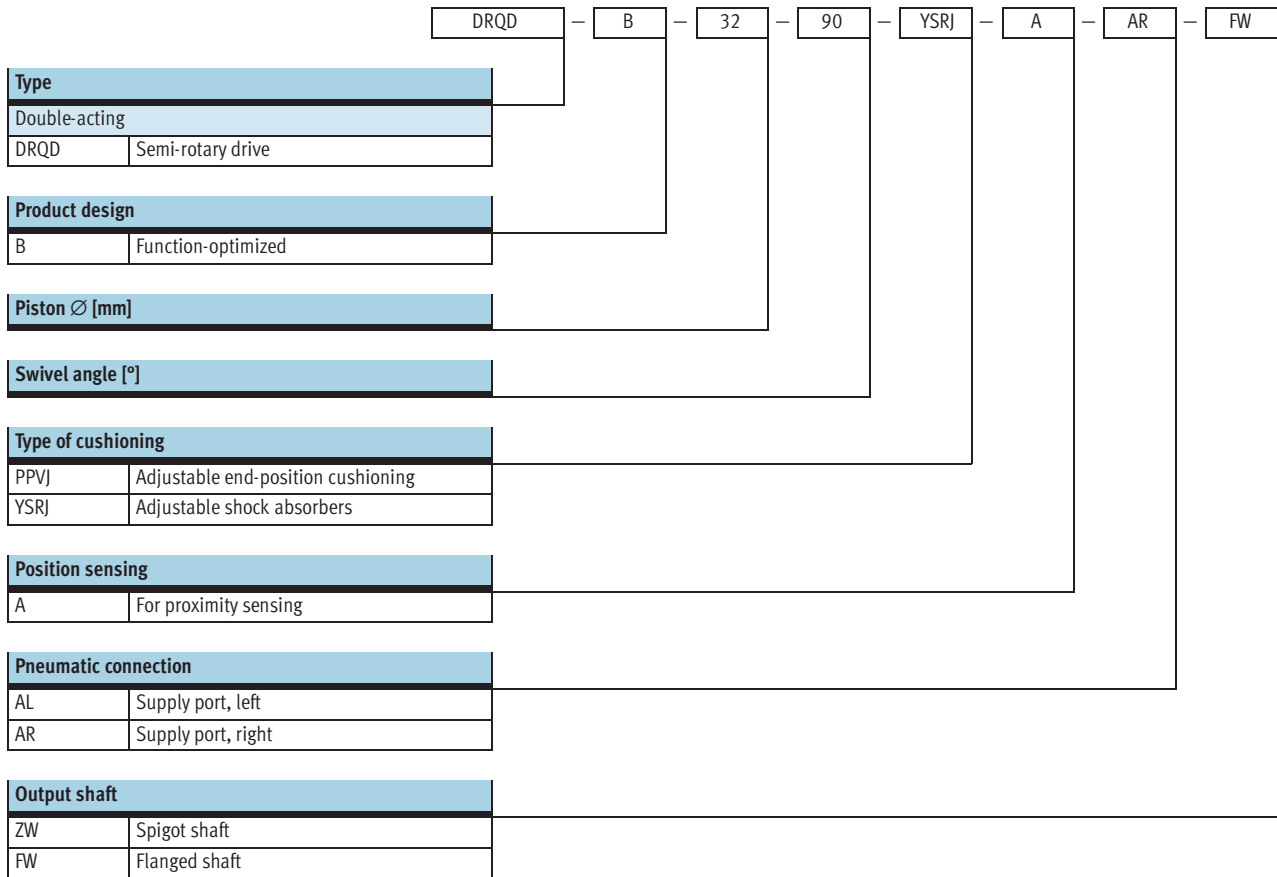 DRQD — B — 32 — 90 — YSRJ — A — AR — FW
Type
Double-acting
DRQD Semi-rotary drive
Product design
B Function-optimized
Piston ∅ [mm]
Swivel angle [°]
Type of cushioning
PPVJ Adjustable end-position cushioning
YSRJ Adjustable shock absorbers
Position sensing
A For proximity sensing
Pneumatic connection
AL Supply port, left
AR Supply port, right
Output shaft
ZW Spigot shaft
FW Flanged shaft